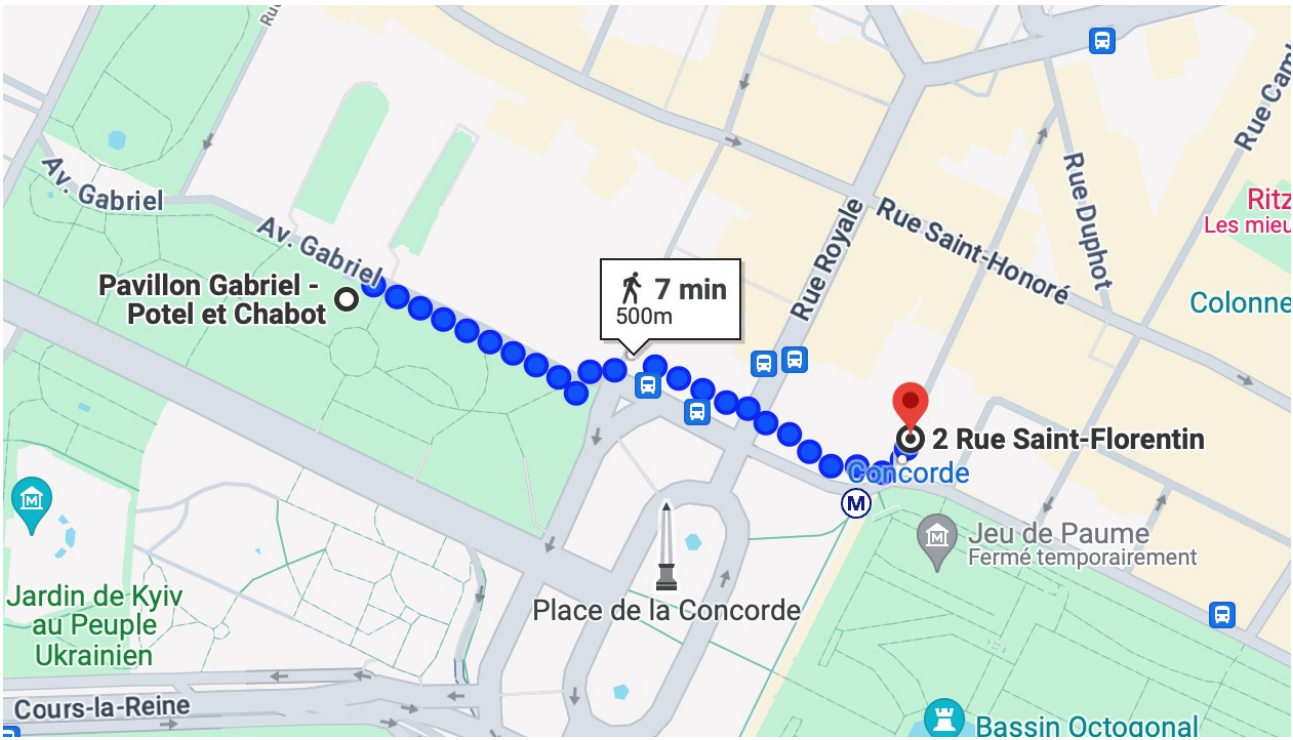 Av. Gabriel
Av. Gabriel
Pavillon Gabriel -
Potel et Chabot
7 min
500m
Rue Royale
Rue Saint-Honoré
Rue Duphot
Ritz
Les mieu
Colonne
2 Rue Saint-Florentin
Concorde
M
Jeu de Paume
Fermé temporairement
Place de la Concorde
Jardin de Kyiv
au Peuple
Ukrainien
Cours-la-Reine
Bassin Octogonal